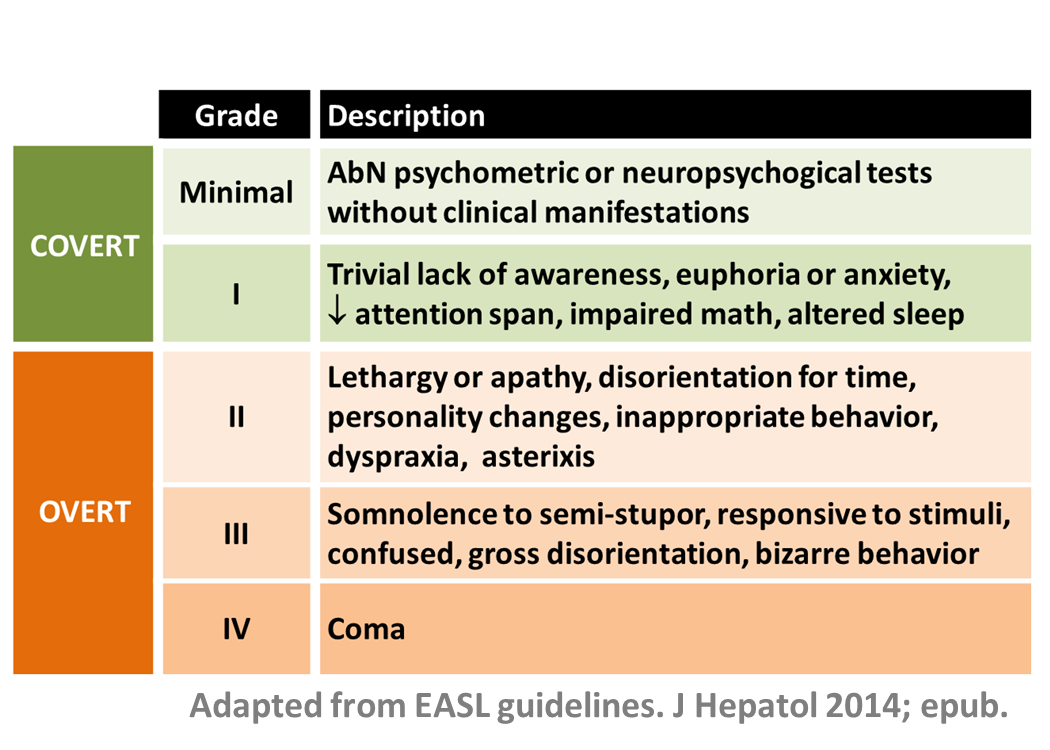 Grade Description
COVERT
Minimal
AbN psychometric or neuropsychogical tests
without clinical manifestations
I
Trivial lack of awareness, euphoria or anxiety,
↓ attention span, impaired math, altered sleep
OVERT
II
Lethargy or apathy, disorientation for time,
personality changes, inappropriate behavior,
dyspraxia, asterixis
III
Somnolence to semi-stupor, responsive to stimuli,
confused, gross disorientation, bizarre behavior
IV
Coma
Adapted from EASL guidelines. J Hepatol 2014; epub.